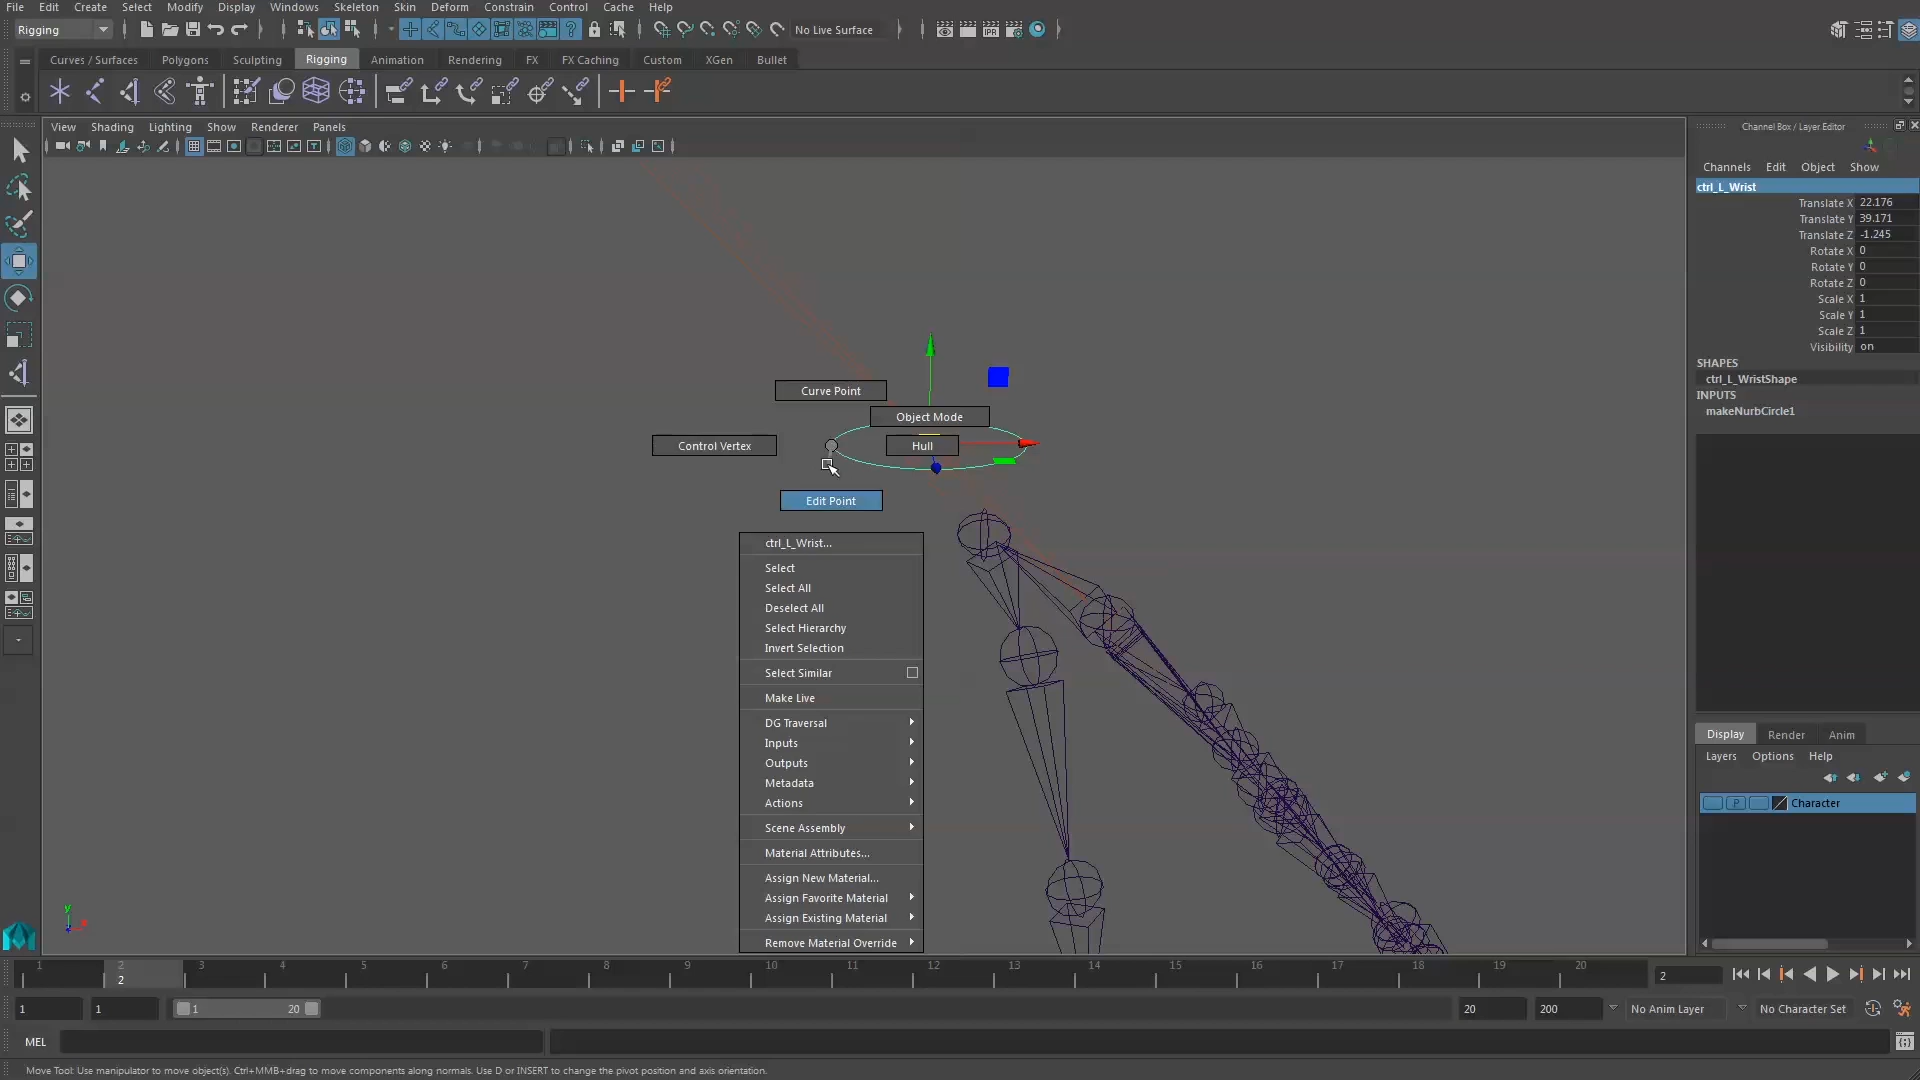 File Edit Create Select Modify Display Windows Skeleton Skin Deform Constrain Control Cache Help
Rigging No Live Surface
Curves / Surfaces Polygons Sculpting Rigging Animation Rendering FX FX Caching Custom XGen Bullet
View Shading Lighting Show Renderer Panels
Channel Box / Layer Editor
Channels Edit Object Show
ctrl_L_Wrist
Translate X 22.176
Translate Y 39.171
Translate Z -1.245
Rotate X 0
Rotate Y 0
Rotate Z 0
Scale X 1
Scale Y 1
Scale Z 1
Visibility on
SHAPES
ctrl_L_WristShape
INPUTS
makeNurbCircle1
Curve Point
Object Mode
Control Vertex
Hull
Edit Point
ctrl_L_Wrist...
Select
Select All
Deselect All
Select Hierarchy
Invert Selection
Select Similar
Make Live
DG Traversal
Inputs
Outputs
Metadata
Actions
Scene Assembly
Material Attributes...
Assign New Material...
Assign Favorite Material
Assign Existing Material
Remove Material Override
Display Render Anim
Layers Options Help
P Character
y
1 2 3 4 5 6 7 8 9 10 11 12 13 14 15 16 17 18 19 20
2
2
1 1 1 20 20 200 No Anim Layer No Character Set
MEL
Move Tool: Use manipulator to move object(s). Ctrl+MMB+drag to move components along normals. Use D or INSERT to change the pivot position and axis orientation.